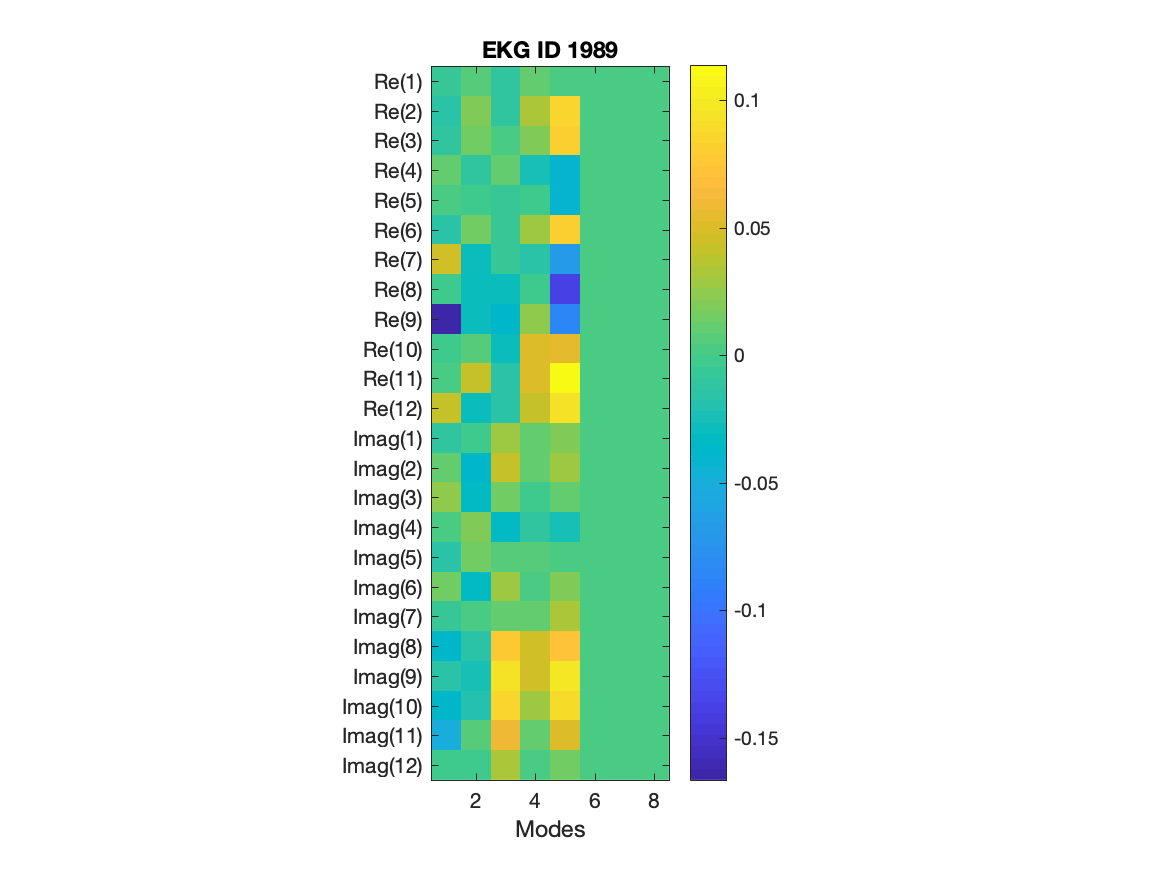 EKG ID 1989
Re(1)
Re(2)
Re(3)
Re(4)
Re(5)
Re(6)
Re(7)
Re(8)
Re(9)
Re(10)
Re(11)
Re(12)
Imag(1)
Imag(2)
Imag(3)
Imag(4)
Imag(5)
Imag(6)
Imag(7)
Imag(8)
Imag(9)
Imag(10)
Imag(11)
Imag(12)
2 4 6 8
Modes
0.1
0.05
0
-0.05
-0.1
-0.15